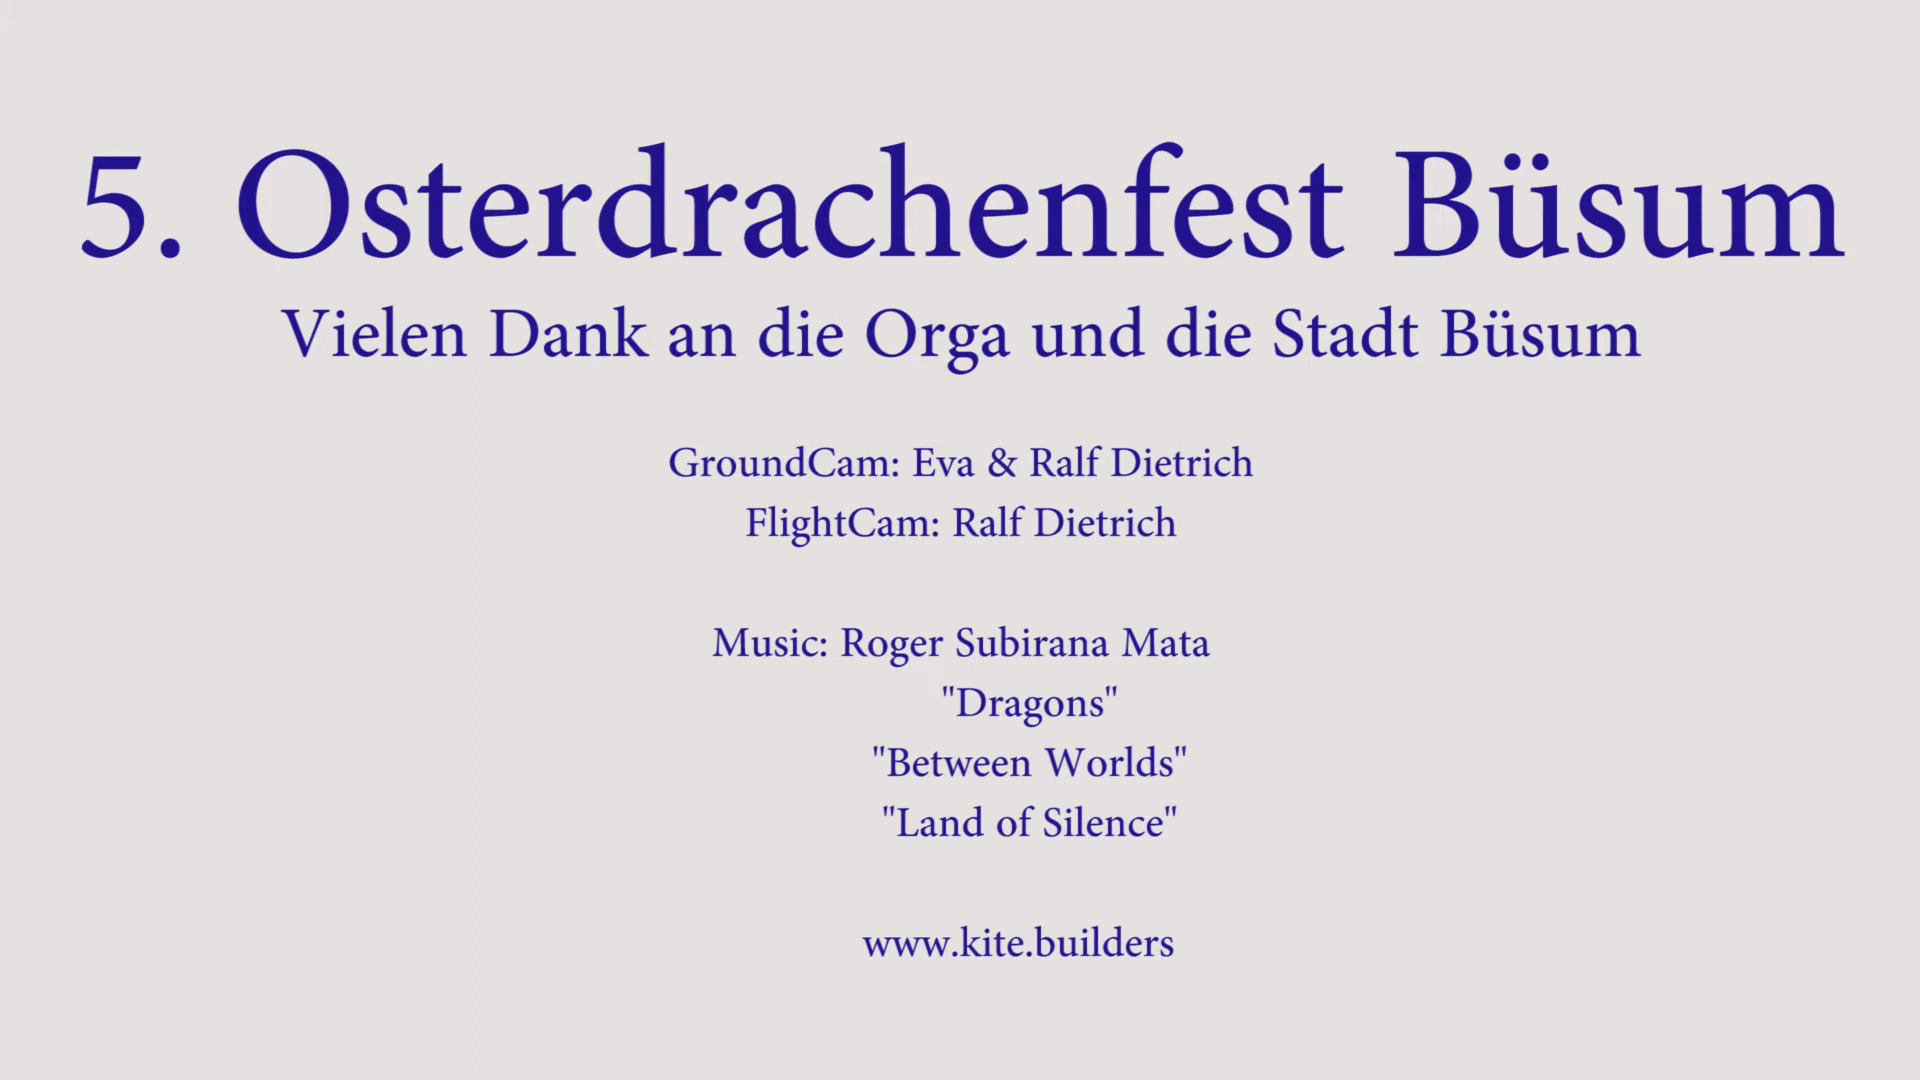 5. Osterdrachenfest Büsum
Vielen Dank an die Orga und die Stadt Büsum
GroundCam: Eva & Ralf Dietrich
FlightCam: Ralf Dietrich
Music: Roger Subirana Mata
"Dragons"
"Between Worlds"
"Land of Silence"
www.kite.builders